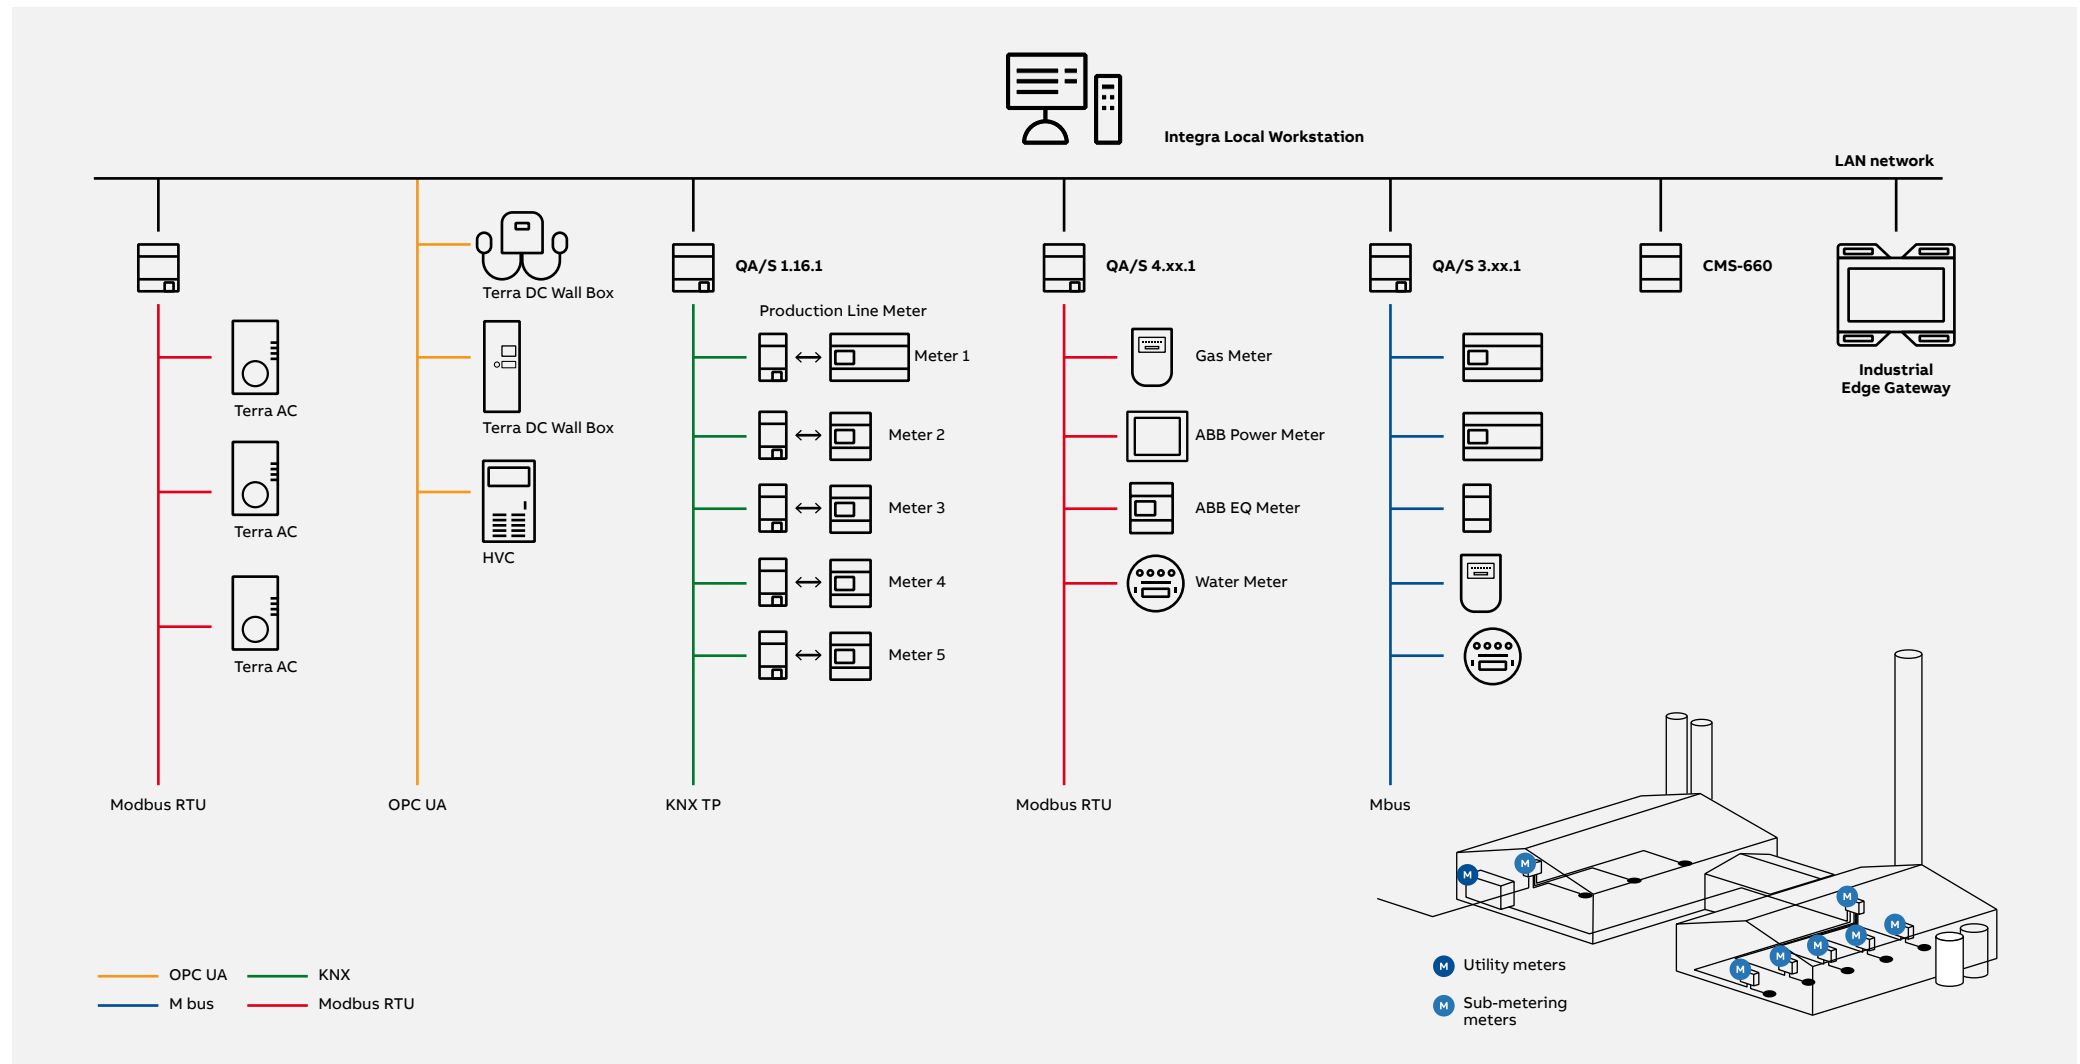 Integra Local Workstation
LAN network
QA/S 1.16.1
QA/S 4.xx.1
QA/S 3.xx.1
CMS-660
Terra DC Wall Box
Production Line Meter
Meter 1
Gas Meter
Industrial
Edge Gateway
Terra AC
Terra DC Wall Box
Meter 2
ABB Power Meter
Meter 3
ABB EQ Meter
Terra AC
HVC
Meter 4
Water Meter
Meter 5
Terra AC
Modbus RTU
OPC UA
KNX TP
Modbus RTU
Mbus
M
M
M
M
M
M
M
M
OPC UA
KNX
M bus
Modbus RTU
M Utility meters
M Sub-metering
meters